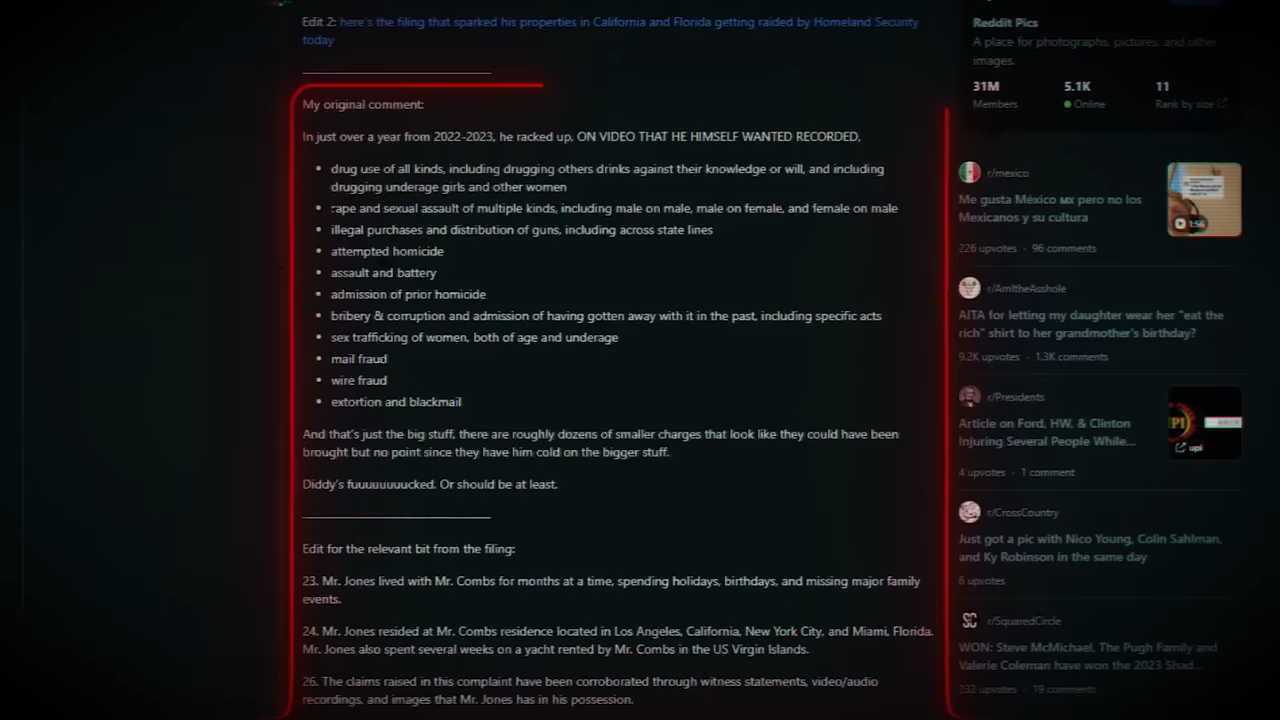 Edit 2: here's the filing that sparked his properties in California and Florida getting raided by Homeland Security
today
My original comment:
In just over a year from 2022-2023, he racked up, ON VIDEO THAT HE HIMSELF WANTED RECORDED,
drug use of all kinds, including drugging others drinks against their knowledge or will, and including
drugging underage girls and other women
rape and sexual assault of multiple kinds, including male on male, male on female, and female on male
illegal purchases and distribution of guns, including across state lines
attempted homicide
assault and battery
admission of prior homicide
bribery & corruption and admission of having gotten away with it in the past, including specific acts
sex trafficking of women, both of age and underage
mail fraud
wire fraud
extortion and blackmail
And that's just the big stuff, there are roughly dozens of smaller charges that look like they could have been
brought but no point since they have him cold on the bigger stuff.
Diddy's fuuuuuuuucked. Or should be at least.
Edit for the relevant bit from the filing:
23. Mr. Jones lived with Mr. Combs for months at a time, spending holidays, birthdays, and missing major family
events.
24. Mr. Jones resided at Mr. Combs residence located in Los Angeles, California, New York City, and Miami, Florida.
Mr. Jones also spent several weeks on a yacht rented by Mr. Combs in the US Virgin Islands.
26. The claims raised in this complaint have been corroborated through witness statements, video/audio
recordings, and images that Mr. Jones has in his possession.
Reddit Pics
A place for photographs, pictures, and other
images.
31M 5.1K 11
Members Online Rank by size
r/mexico
Me gusta México MX pero no los
Mexicanos y su cultura
1:56
226 upvotes · 96 comments
r/AmItheAsshole
AITA for letting my daughter wear her "eat the
rich" shirt to her grandmother's birthday?
9.2K upvotes · 1.3K comments
r/Presidents
Article on Ford, HW, & Clinton
Injuring Several People While...
upi
4 upvotes · 1 comment
r/CrossCountry
Just got a pic with Nico Young, Colin Sahlman,
and Ky Robinson in the same day
6 upvotes
r/SquaredCircle
WON: Steve McMichael, The Pugh Family and
Valerie Coleman have won the 2023 Shad...
232 upvotes · 19 comments